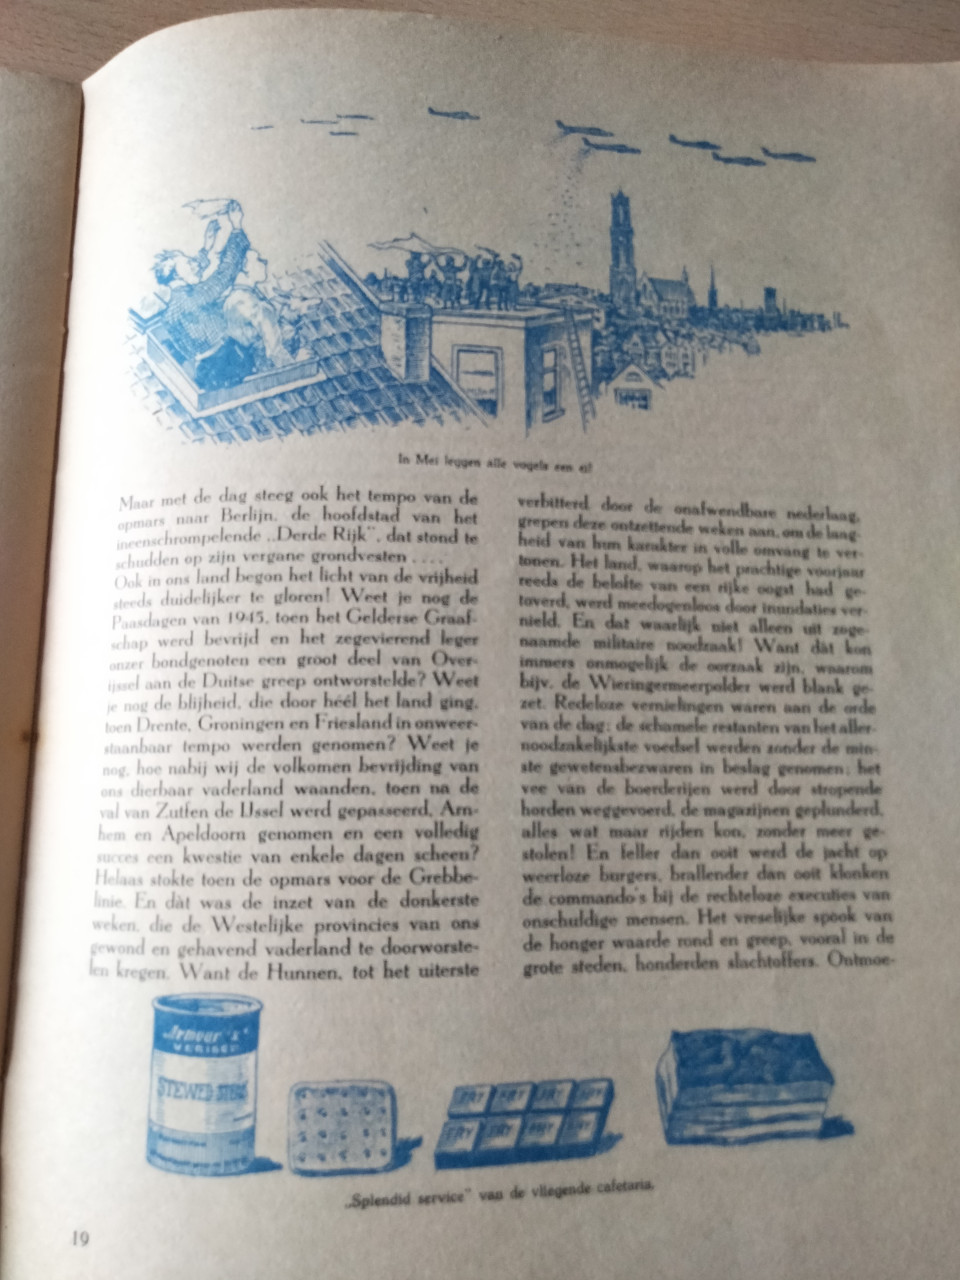 In Mei leggen alle vogels een ei!
Maar met de dag steeg ook het tempo van de
opmars naar Berlijn, de hoofdstad van het
ineenschrompelende „Derde Rijk”, dat stond te
schudden op zijn vergane grondvesten ....
Ook in ons land begon het licht van de vrijheid
steeds duidelijker te gloren! Weet je nog de
Paasdagen van 1945, toen het Gelderse Graaf-
schap werd bevrijd en het zegevierend leger
onzer bondgenoten een groot deel van Over-
ijssel aan de Duitse greep ontworstelde? Weet
je nog de blijheid, die door héél het land ging,
toen Drente, Groningen en Friesland in onweer-
staanbaar tempo werden genomen? Weet je
nog, hoe nabij wij de volkomen bevrijding van
ons dierbaar vaderland waanden, toen na de
val van Zutfen de IJssel werd gepasseerd, Arn-
hem en Apeldoorn genomen en een volledig
succes een kwestie van enkele dagen scheen?
Helaas stokte toen de opmars voor de Grebbe-
linie. En dàt was de inzet van de donkerste
weken, die de Westelijke provincies van ons
gewond en gehavend vaderland te doorworste-
len kregen. Want de Hunnen, tot het uiterste
verbitterd door de onafwendbare nederlaag,
grepen deze ontzettende weken aan, om de laag-
heid van hun karakter in volle omvang te ver-
tonen. Het land, waarop het prachtige voorjaar
reeds de belofte van een rijke oogst had ge-
toverd, werd meedogenloos door inundaties ver-
nield. En dat waarlijk niet alleen uit zoge-
naamde militaire noodzaak! Want dàt kon
immers onmogelijk de oorzaak zijn, waarom
bijv. de Wieringermeerpolder werd blank ge-
zet. Redeloze vernielingen waren aan de orde
van de dag; de schamele restanten van het aller-
noodzakelijkste voedsel werden zonder de min-
ste gewetensbezwaren in beslag genomen; het
vee van de boerderijen werd door stropende
horden weggevoerd, de magazijnen geplunderd,
alles wat maar rijden kon, zonder meer ge-
stolen! En feller dan ooit werd de jacht op
weerloze burgers, brallender dan ooit klonken
de commando's bij de rechteloze executies van
onschuldige mensen. Het vreselijke spook van
de honger waarde rond en greep, vooral in de
grote steden, honderden slachtoffers. Ontmoe-
STEWED
„Splendid service” van de vliegende cafetaria.
19